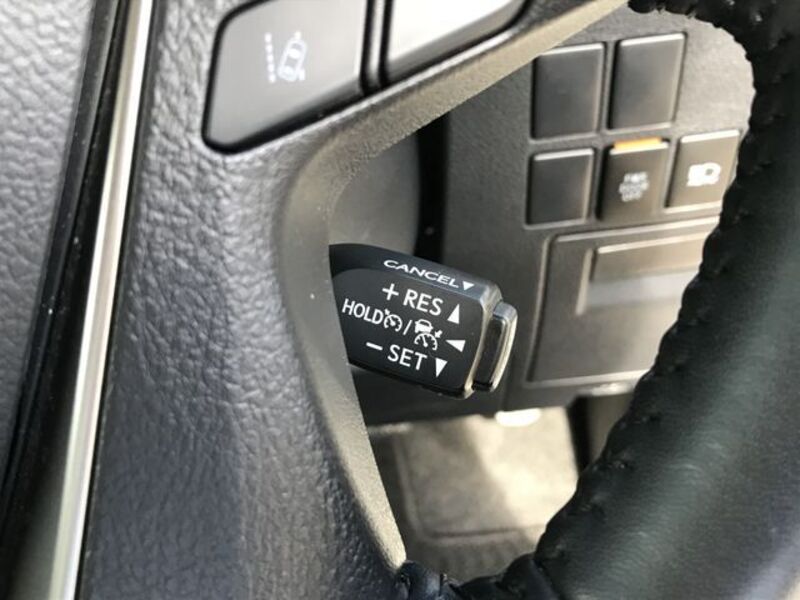 CANCEL▼
+ RES ▲
HOLD / ◀
− SET ▼